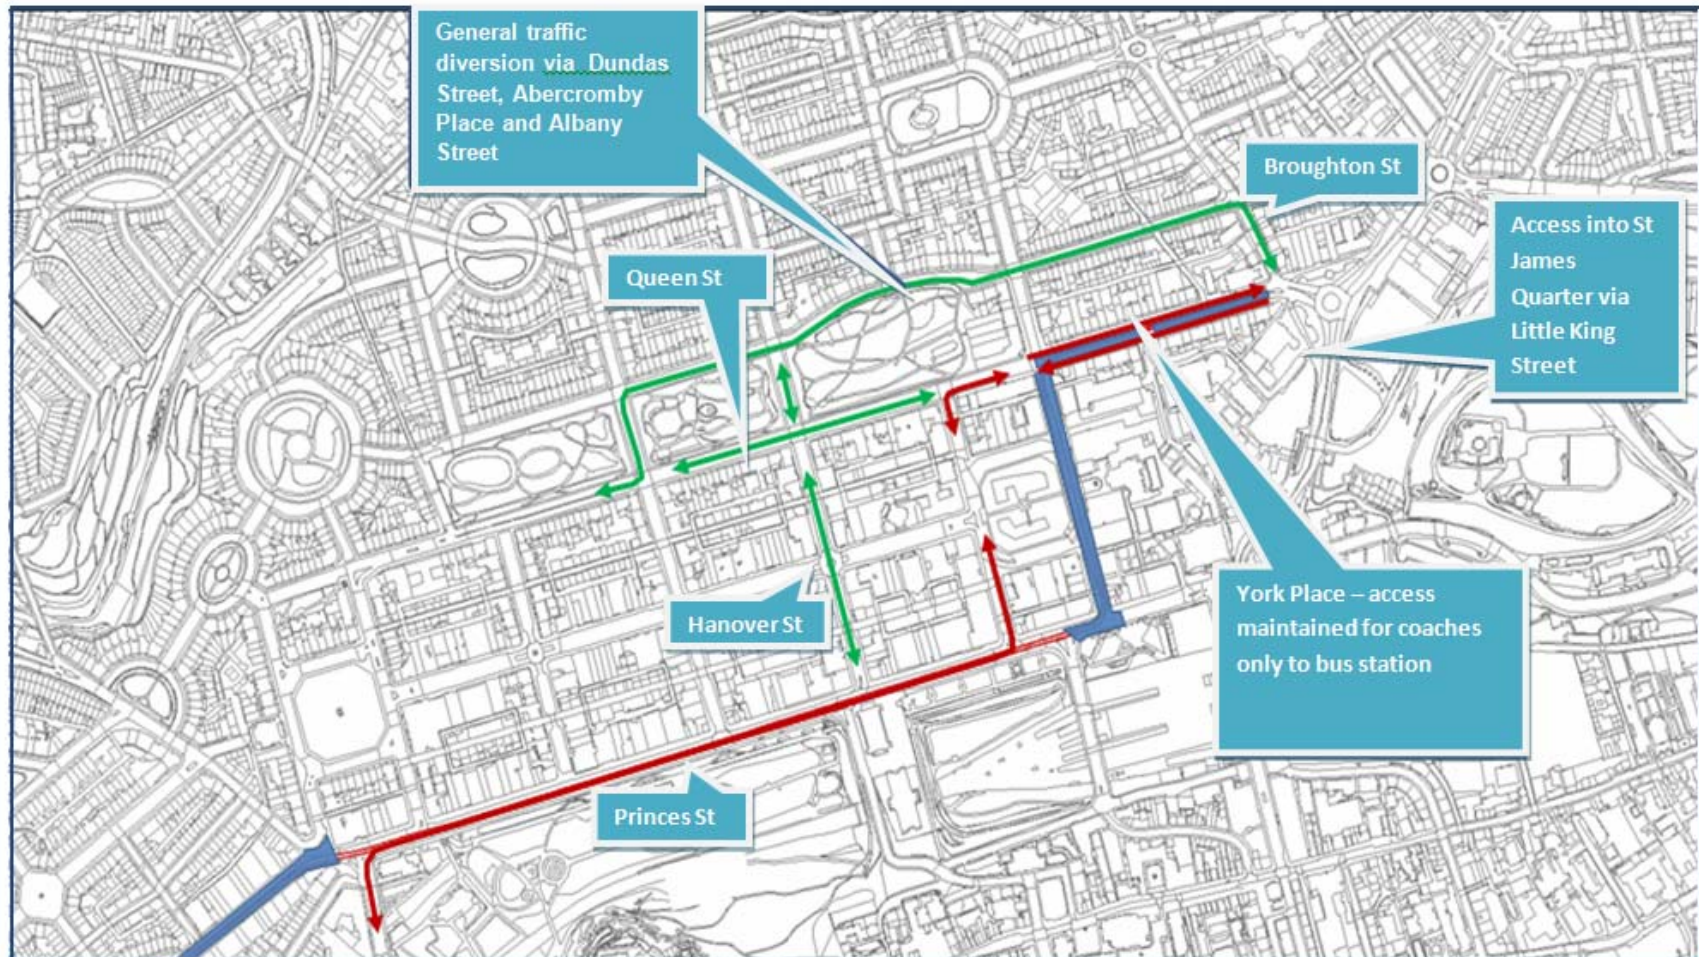 General traffic
diversion via Dundas
Street, Abercromby
Place and Albany
Street
Broughton St
Access into St
James
Quarter via
Little King
Street
Queen St
York Place – access
maintained for coaches
only to bus station
Hanover St
Princes St